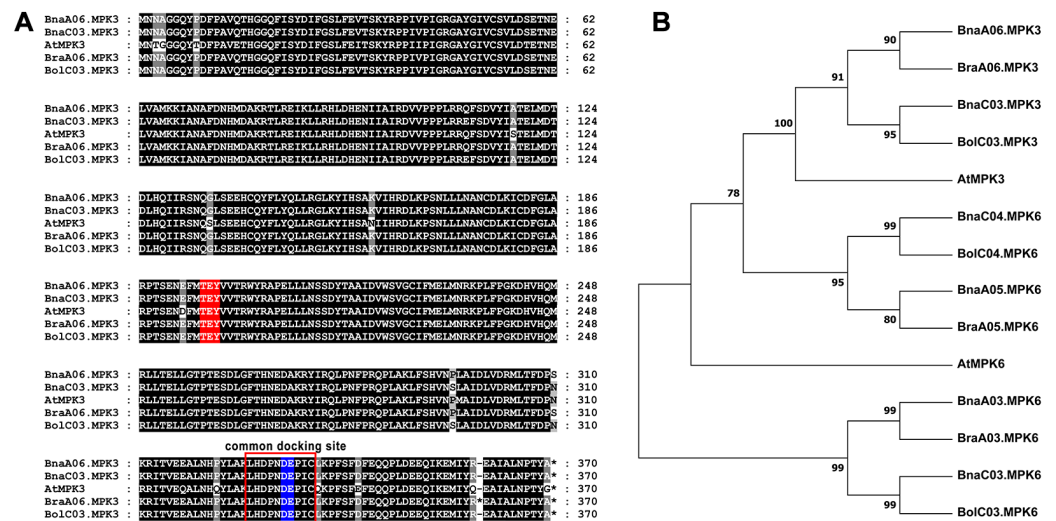 A
BnaA06.MPK3 : MNNAGGQYPDFPAVQTHGGQFISYDIFGSLFEVTSKYRPPIVPIGRGAYGIVCSVLDSETNE : 62
BnaC03.MPK3 : MNNAGGQYPDFPAVQTHGGQFISYDIFGSLFEVTSKYRPPIVPIGRGAYGIVCSVLDSETNE : 62
AtMPK3 : MNTGGGQYTDFPAVETHGGQFISYDIFGSLFEVTSKYRPPIVPIGRGAYGIVCSVLDSETNE : 62
BraA06.MPK3 : MNNAGGQYPDFPAVQTHGGQFISYDIFGSLFEVTSKYRPPIVPIGRGAYGIVCSVLDSETNE : 62
BolC03.MPK3 : MNNAGGQYPDFPAVQTHGGQFISYDIFGSLFEVTSKYRPPIVPIGRGAYGIVCSVLDSETNE : 62
BnaA06.MPK3 : LVAMKKIANAFDNHMDAKRTLREIKLLRHLDHENIIAIRDVVPPPLRRQFSDVYIATELMDT : 124
BnaC03.MPK3 : LVAMKKIANAFDNHMDAKRTLREIKLLRHLDHENIIAIRDVVPPPLRREFSDVYIATELMDT : 124
AtMPK3 : LVAMKKIANAFDNHMDAKRTLREIKLLRHLDHENIIAIRDVVPPPLRRQFSDVYISTELMDT : 124
BraA06.MPK3 : LVAMKKIANAFDNHMDAKRTLREIKLLRHLDHENIIAIRDVVPPPLRRQFSDVYIATELMDT : 124
BolC03.MPK3 : LVAMKKIANAFDNHMDAKRTLREIKLLRHLDHENIIAIRDVVPPPLRREFSDVYIATELMDT : 124
BnaA06.MPK3 : DLHQIIRSNQGLSEEHCQYFLYQLLRGLKYIHSAKVIHRDLKPSNLLLNANCDLKICDFGLA : 186
BnaC03.MPK3 : DLHQIIRSNQGLSEEHCQYFLYQLLRGLKYIHSAKVIHRDLKPSNLLLNANCDLKICDFGLA : 186
AtMPK3 : DLHQIIRSNQSLSEEHCQYFLYQLLRGLKYIHSANVIHRDLKPSNLLLNANCDLKICDFGLA : 186
BraA06.MPK3 : DLHQIIRSNQGLSEEHCQYFLYQLLRGLKYIHSAKVIHRDLKPSNLLLNANCDLKICDFGLA : 186
BolC03.MPK3 : DLHQIIRSNQGLSEEHCQYFLYQLLRGLKYIHSAKVIHRDLKPSNLLLNANCDLKICDFGLA : 186
BnaA06.MPK3 : RPTSENEFMTEYVVTRWYRAPELLLNSSDYTAAIDVWSVGCIFMELMNRKPLFPGKDHVHQM : 248
BnaC03.MPK3 : RPTSENEFMTEYVVTRWYRAPELLLNSSDYTAAIDVWSVGCIFMELMNRKPLFPGKDHVHQM : 248
AtMPK3 : RPTSENDFMTEYVVTRWYRAPELLLNSSDYTAAIDVWSVGCIFMELMNRKPLFPGKDHVHQM : 248
BraA06.MPK3 : RPTSENEFMTEYVVTRWYRAPELLLNSSDYTAAIDVWSVGCIFMELMNRKPLFPGKDHVHQM : 248
BolC03.MPK3 : RPTSENEFMTEYVVTRWYRAPELLLNSSDYTAAIDVWSVGCIFMELMNRKPLFPGKDHVHQM : 248
BnaA06.MPK3 : RLLTELLGTPTESDLGFTHNEDAKRYIRQLPNFPRQPLAKLFSHVNPLAIDLVDRMLTFDPS : 310
BnaC03.MPK3 : RLLTELLGTPTESDLGFTHNEDAKRYIRQLPNFPRQPLAKLFSHVNSLAIDLVDRMLTFDPN : 310
AtMPK3 : RLLTELLGTPTESDLGFTHNEDAKRYIRQLPNFPRQPLAKLFSHVNPMAIDLVDRMLTFDPN : 310
BraA06.MPK3 : RLLTELLGTPTESDLGFTHNEDAKRYIRQLPNFPRQPLAKLFSHVNPLAIDLVDRMLTFDPS : 310
BolC03.MPK3 : RLLTELLGTPTESDLGFTHNEDAKRYIRQLPNFPRQPLAKLFSHVNSLAIDLVDRMLTFDPN : 310
common docking site
BnaA06.MPK3 : KRITVEEALNHPYLAKLHDPNDEPICLKPFSFDFEQQPLDEEQIKEMIYR-EAIALNPTYA* : 370
BnaC03.MPK3 : KRITVEEALNHPYLAKLHDPNDEPICLKPFSFDFEQQPLDEEQIKEMIYR-EAIALNPTYA* : 370
AtMPK3 : KRITVEQALNHQYLAKLHDPNDEPICQKPFSFEFEQQPLDEEQIKEMIYQ-EAIALNPTYG* : 370
BraA06.MPK3 : KRITVEEALNHPYLAKLHDPNDEPICLKPFSFDFEQQPLDEEQIKEMIYR*EAIALNPTYA* : 370
BolC03.MPK3 : KRITVEEALNHPYLAKLHDPNDEPICLKPFSFDFEQQPLDEEQIKEMIYR-EAIALNPTYA* : 370
B
BnaA06.MPK3
90
BraA06.MPK3
91
BnaC03.MPK3
95
BolC03.MPK3
100
AtMPK3
78
BnaC04.MPK6
99
BolC04.MPK6
95
BnaA05.MPK6
80
BraA05.MPK6
AtMPK6
BnaA03.MPK6
99
BraA03.MPK6
99
BnaC03.MPK6
99
BolC03.MPK6